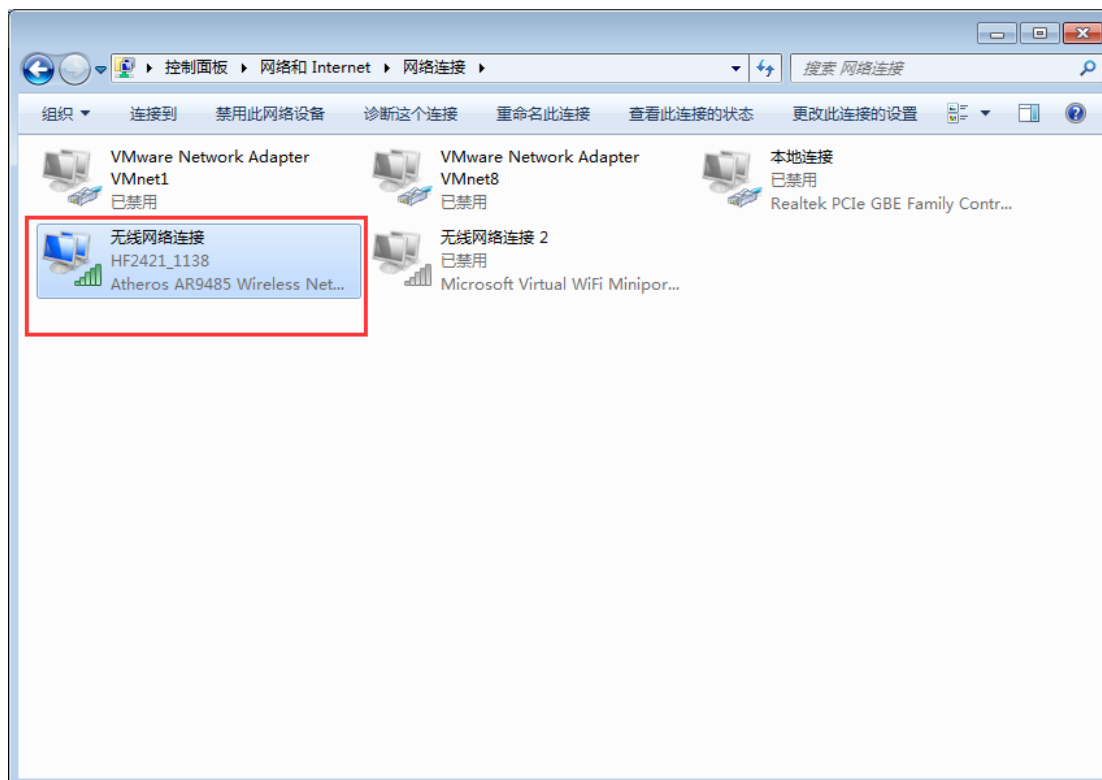 控制面板 网络和 Internet 网络连接
搜索 网络连接
组织 连接到 禁用此网络设备 诊断这个连接 重命名此连接 查看此连接的状态 更改此连接的设置
VMware Network Adapter
VMnet1
已禁用
VMware Network Adapter
VMnet8
已禁用
本地连接
已禁用
Realtek PCIe GBE Family Contr...
无线网络连接
HF2421_1138
Atheros AR9485 Wireless Net...
无线网络连接 2
已禁用
Microsoft Virtual WiFi Minipor...